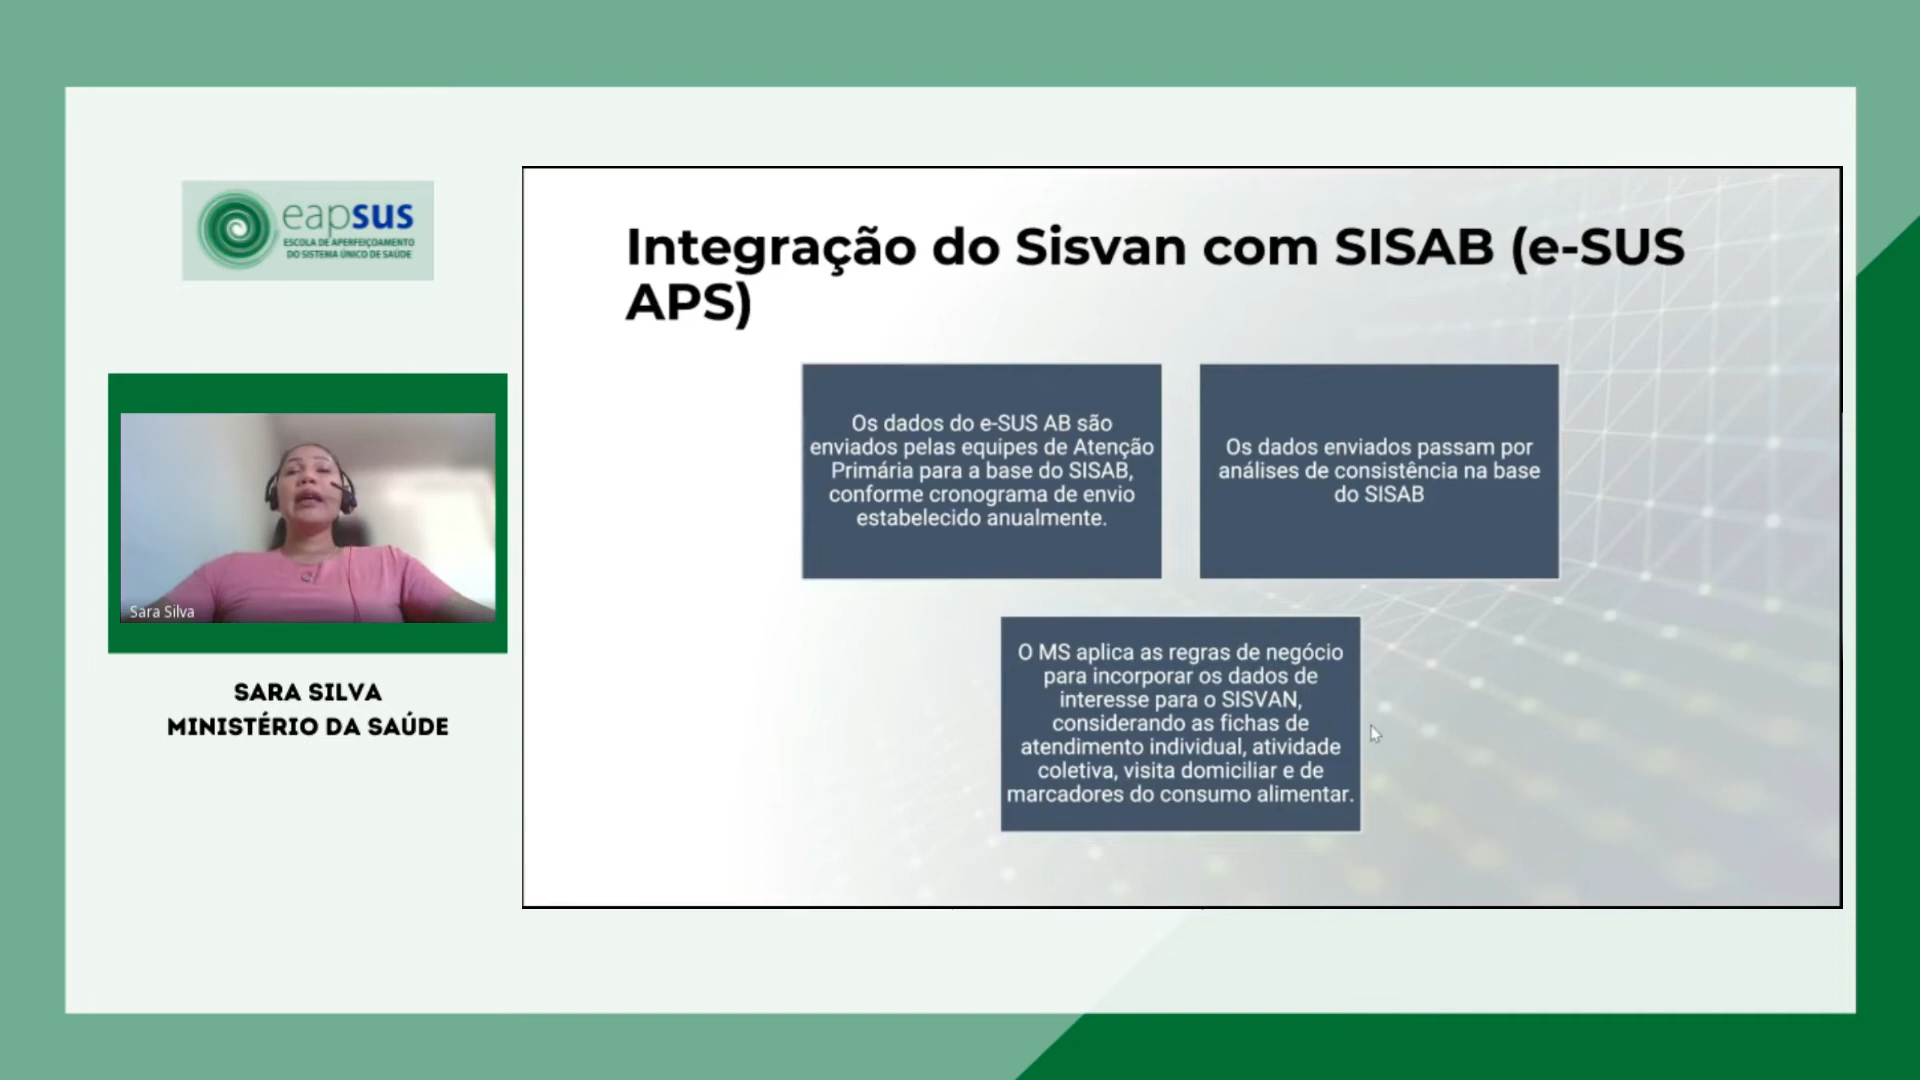 eapsus
ESCOLA DE APERFEIÇOAMENTO
DO SISTEMA ÚNICO DE SAÚDE
Sara Silva
SARA SILVA
MINISTÉRIO DA SAÚDE
Integração do Sisvan com SISAB (e-SUS
APS)
Os dados do e-SUS AB são
enviados pelas equipes de Atenção
Primária para a base do SISAB,
conforme cronograma de envio
estabelecido anualmente.
Os dados enviados passam por
análises de consistência na base
do SISAB
O MS aplica as regras de negócio
para incorporar os dados de
interesse para o SISVAN,
considerando as fichas de
atendimento individual, atividade
coletiva, visita domiciliar e de
marcadores do consumo alimentar.